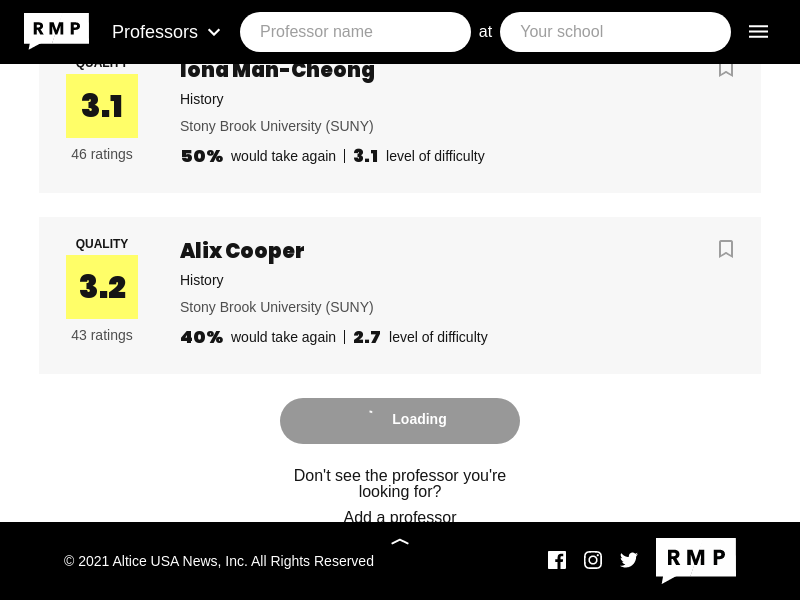 RMP
Professors
Professor name
at
Your school
QUALITY
Iona Man-Cheong
3.1
History
Stony Brook University (SUNY)
46 ratings
50% would take again | 3.1 level of difficulty
QUALITY
Alix Cooper
3.2
History
Stony Brook University (SUNY)
43 ratings
40% would take again | 2.7 level of difficulty
Loading
Don't see the professor you're
looking for?
Add a professor
© 2021 Altice USA News, Inc. All Rights Reserved
RMP